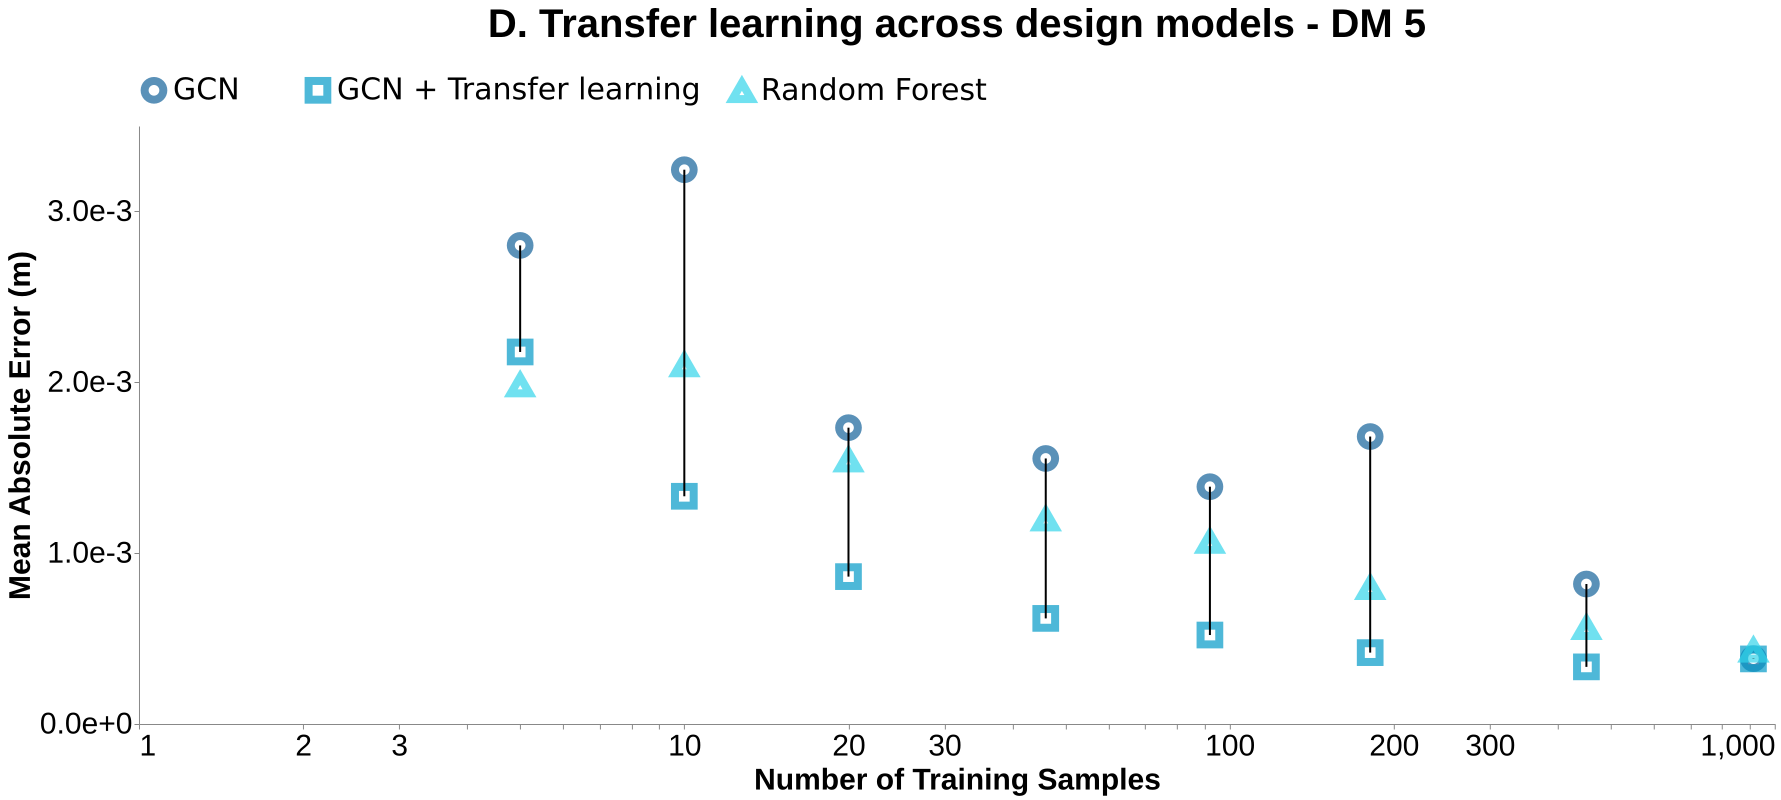 D. Transfer learning across design models - DM 5
GCN
GCN + Transfer learning
Random Forest
Mean Absolute Error (m)
3.0e-3
2.0e-3
1.0e-3
0.0e+0
1 2 3 10 20 30 100 200 300 1,000
Number of Training Samples